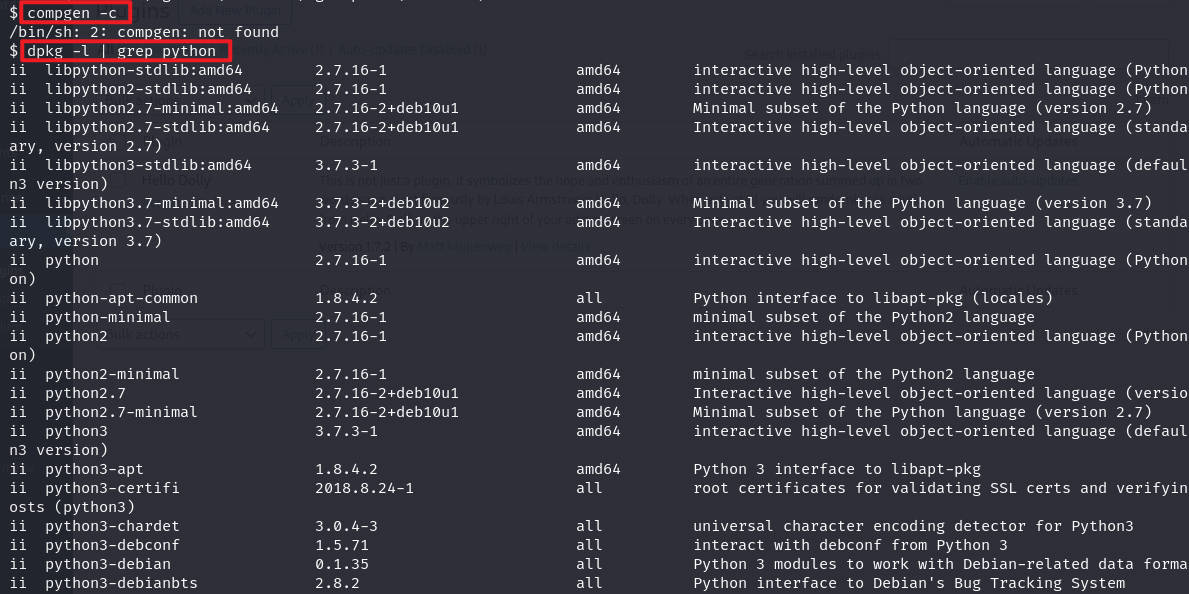 $ compgen -c
/bin/sh: 2: compgen: not found
$ dpkg -l | grep python
ii  libpython-stdlib:amd64        2.7.16-1                     amd64        interactive high-level object-oriented language (Python
ii  libpython2-stdlib:amd64       2.7.16-1                     amd64        interactive high-level object-oriented language (Python
ii  libpython2.7-minimal:amd64    2.7.16-2+deb10u1             amd64        Minimal subset of the Python language (version 2.7)
ii  libpython2.7-stdlib:amd64     2.7.16-2+deb10u1             amd64        Interactive high-level object-oriented language (standa
ary, version 2.7)
ii  libpython3-stdlib:amd64       3.7.3-1                      amd64        interactive high-level object-oriented language (defaul
n3 version)
ii  libpython3.7-minimal:amd64    3.7.3-2+deb10u2              amd64        Minimal subset of the Python language (version 3.7)
ii  libpython3.7-stdlib:amd64     3.7.3-2+deb10u2              amd64        Interactive high-level object-oriented language (standa
ary, version 3.7)
ii  python                        2.7.16-1                     amd64        interactive high-level object-oriented language (Python
on)
ii  python-apt-common             1.8.4.2                      all          Python interface to libapt-pkg (locales)
ii  python-minimal                2.7.16-1                     amd64        minimal subset of the Python2 language
ii  python2                       2.7.16-1                     amd64        interactive high-level object-oriented language (Python
on)
ii  python2-minimal               2.7.16-1                     amd64        minimal subset of the Python2 language
ii  python2.7                     2.7.16-2+deb10u1             amd64        Interactive high-level object-oriented language (versio
ii  python2.7-minimal             2.7.16-2+deb10u1             amd64        Minimal subset of the Python language (version 2.7)
ii  python3                       3.7.3-1                      amd64        interactive high-level object-oriented language (defaul
n3 version)
ii  python3-apt                   1.8.4.2                      amd64        Python 3 interface to libapt-pkg
ii  python3-certifi               2018.8.24-1                  all          root certificates for validating SSL certs and verifyin
osts (python3)
ii  python3-chardet               3.0.4-3                      all          universal character encoding detector for Python3
ii  python3-debconf               1.5.71                       all          interact with debconf from Python 3
ii  python3-debian                0.1.35                       all          Python 3 modules to work with Debian-related data forma
ii  python3-debianbts             2.8.2                        all          Python interface to Debian's Bug Tracking System